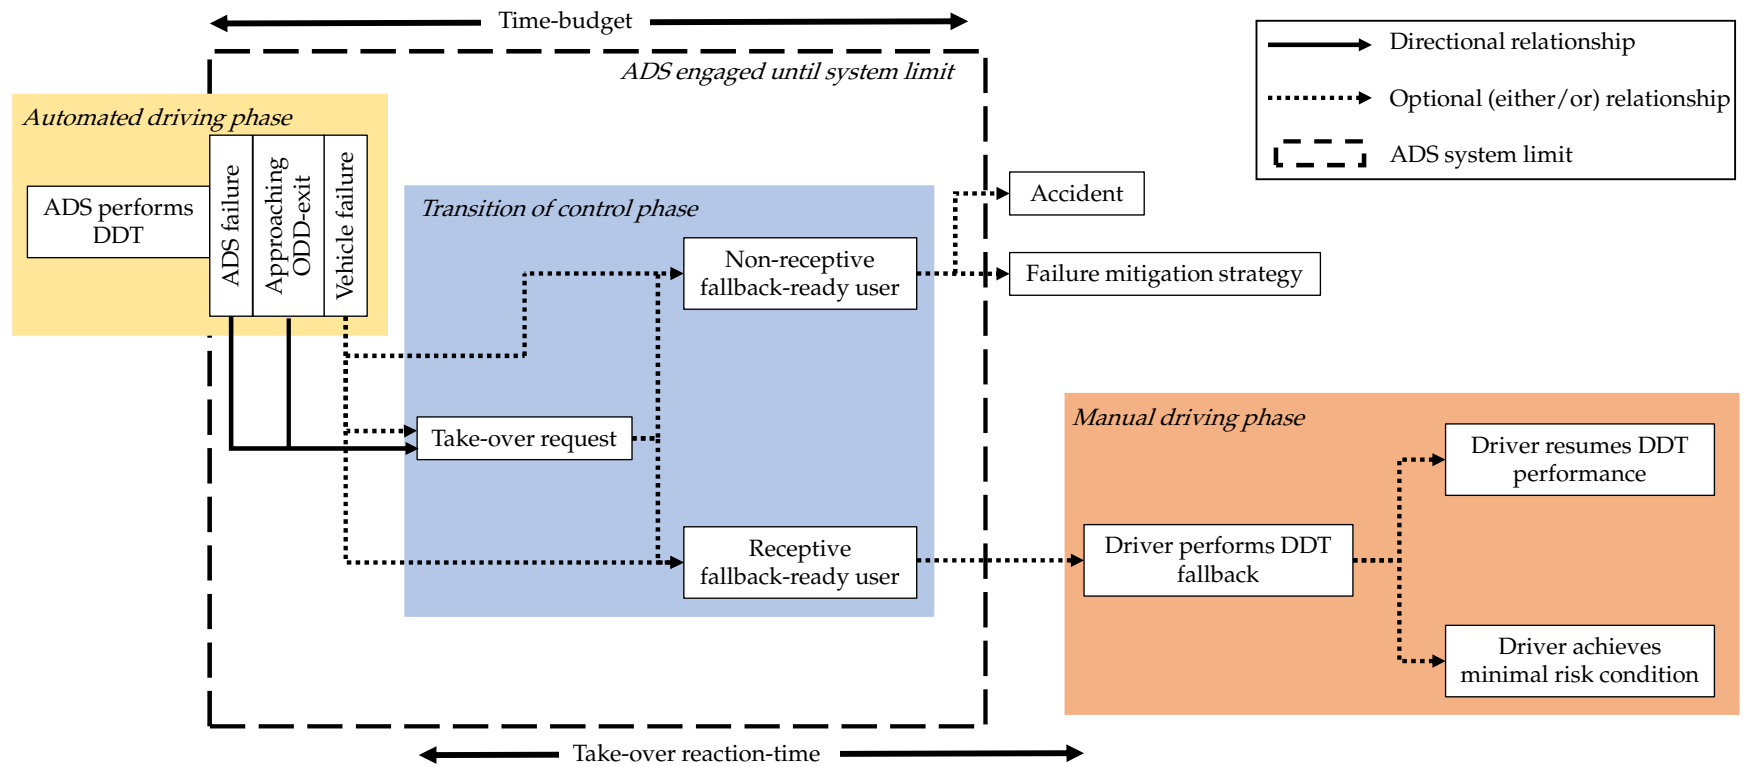 Time-budget
ADS engaged until system limit
Directional relationship
Optional (either/or) relationship
ADS system limit
Automated driving phase
ADS performs
DDT
ADS failure
Approaching
ODD-exit
Vehicle failure
Transition of control phase
Non-receptive
fallback-ready user
Accident
Failure mitigation strategy
Take-over request
Receptive
fallback-ready user
Manual driving phase
Driver resumes DDT
performance
Driver performs DDT
fallback
Driver achieves
minimal risk condition
Take-over reaction-time